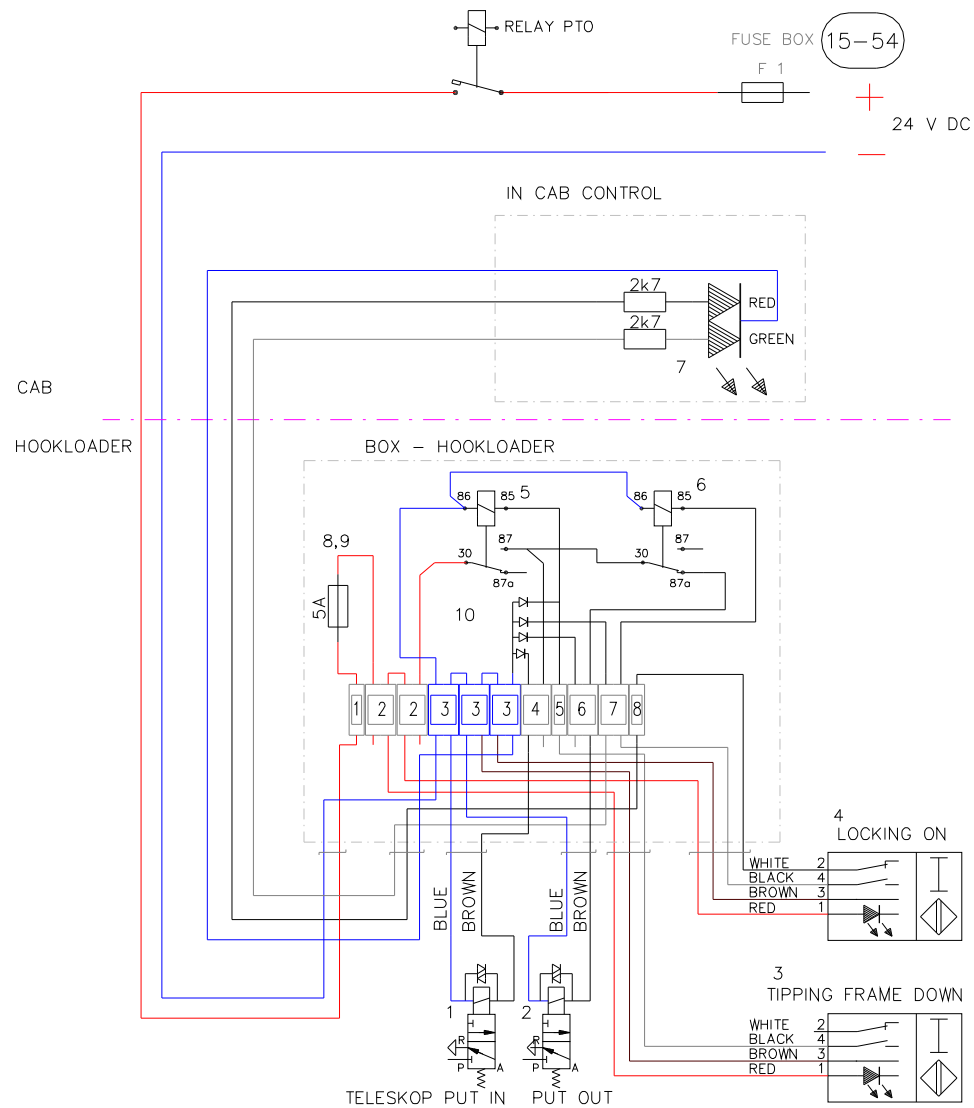 RELAY PTO
FUSE BOX 15-54
F 1
24 V DC
IN CAB CONTROL
2k7
RED
2k7
GREEN
7
CAB
HOOKLOADER
BOX - HOOKLOADER
86 85 5
86 85 6
8,9
87
87
30
30
87a
87a
5A
10
1 2 2 3 3 3 4 5 6 7 8
4
LOCKING ON
WHITE 2
BLACK 4
BROWN 3
RED 1
BLUE
BROWN
BLUE
BROWN
3
TIPPING FRAME DOWN
WHITE 2
BLACK 4
BROWN 3
RED 1
1
2
R
R
P A
P A
TELESKOP PUT IN
PUT OUT